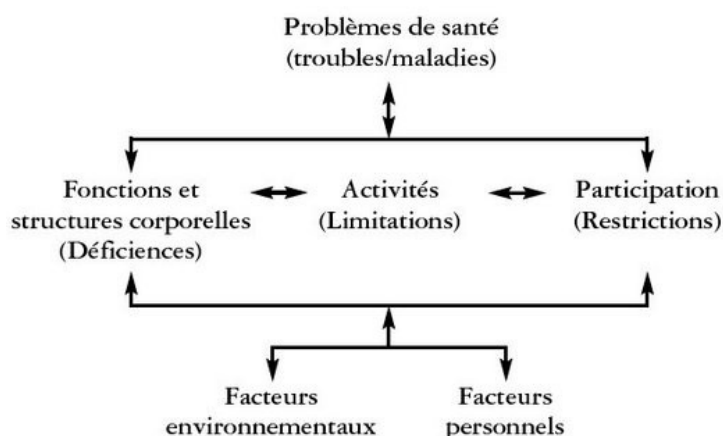 Problèmes de santé
(troubles/maladies)
Fonctions et
structures corporelles
(Déficiences)
Activités
(Limitations)
Participation
(Restrictions)
Facteurs
environnementaux
Facteurs
personnels